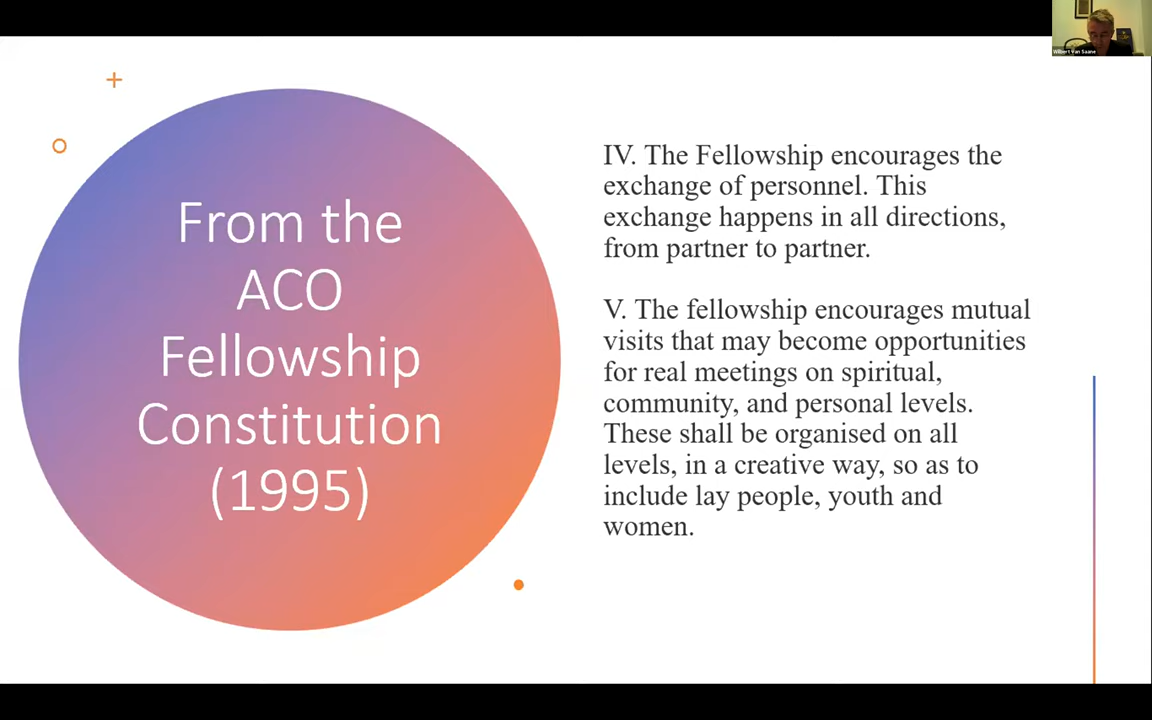 Wilbert van Saane
From the
ACO
Fellowship
Constitution
(1995)
IV. The Fellowship encourages the
exchange of personnel. This
exchange happens in all directions,
from partner to partner.
V. The fellowship encourages mutual
visits that may become opportunities
for real meetings on spiritual,
community, and personal levels.
These shall be organised on all
levels, in a creative way, so as to
include lay people, youth and
women.